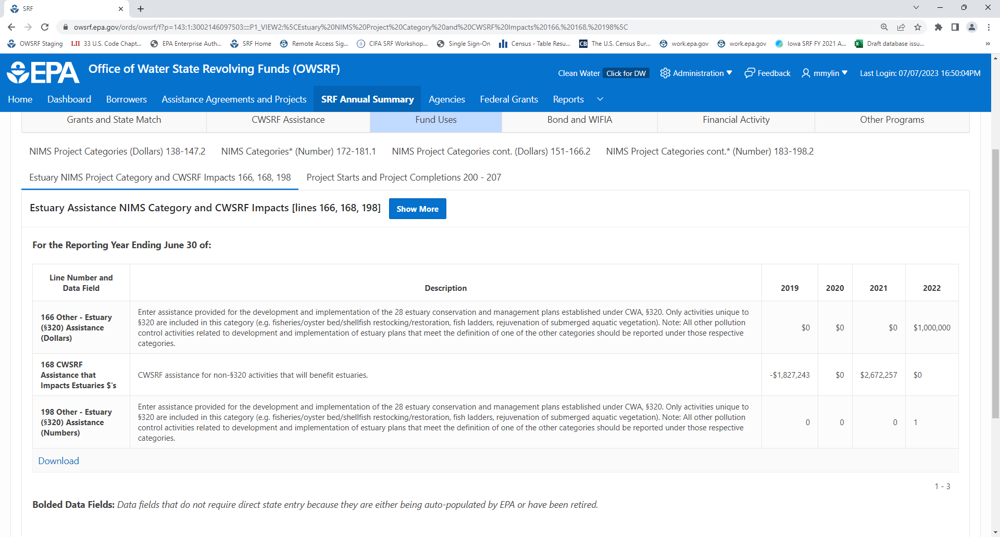 SRF
owsrf.epa.gov/ords/owsrf/f?p=143:1:3002146097503::::P1_VIEW2:%5CEstuary%20NIMS%20Project%20Category%20and%20CWSRF%20Impacts%20166,%20168,%20198%5C
OWSRF Staging
LII 33 U.S. Code Chapt...
EPA Enterprise Auth...
SRF Home
Remote Access Sig...
CIFA SRF Workshop...
Single Sign-On
Census - Table Resu...
CB The U.S. Census Bur...
work.epa.gov
work.epa.gov
Iowa SRF FY 2021 A...
Draft database issu...
»
EPA
Office of Water State Revolving Funds (OWSRF)
Clean Water Click for DW
Administration
Feedback
mmylin
Last Login: 07/07/2023 16:50:04PM
Home
Dashboard
Borrowers
Assistance Agreements and Projects
SRF Annual Summary
Agencies
Federal Grants
Reports
Grants and State Match
CWSRF Assistance
Fund Uses
Bond and WIFIA
Financial Activity
Other Programs
NIMS Project Categories (Dollars) 138-147.2
NIMS Categories* (Number) 172-181.1
NIMS Project Categories cont. (Dollars) 151-166.2
NIMS Project Categories cont.* (Number) 183-198.2
Estuary NIMS Project Category and CWSRF Impacts 166, 168, 198
Project Starts and Project Completions 200 - 207
Estuary Assistance NIMS Category and CWSRF Impacts [lines 166, 168, 198]
Show More
For the Reporting Year Ending June 30 of:
Line Number and
Data Field
Description
2019
2020
2021
2022
166 Other - Estuary
(§320) Assistance
(Dollars)
Enter assistance provided for the development and implementation of the 28 estuary conservation and management plans established under CWA, §320. Only activities unique to
§320 are included in this category (e.g. fisheries/oyster bed/shellfish restocking/restoration, fish ladders, rejuvenation of submerged aquatic vegetation). Note: All other pollution
control activities related to development and implementation of estuary plans that meet the definition of one of the other categories should be reported under those respective
categories.
$0
$0
$0
$1,000,000
168 CWSRF
Assistance that
Impacts Estuaries $'s
CWSRF assistance for non-§320 activities that will benefit estuaries.
-$1,827,243
$0
$2,672,257
$0
198 Other - Estuary
(§320) Assistance
(Numbers)
Enter assistance provided for the development and implementation of the 28 estuary conservation and management plans established under CWA, §320. Only activities unique to
§320 are included in this category (e.g. fisheries/oyster bed/shellfish restocking/restoration, fish ladders, rejuvenation of submerged aquatic vegetation). Note: All other pollution
control activities related to development and implementation of estuary plans that meet the definition of one of the other categories should be reported under those respective
categories.
0
0
0
1
Download
1 - 3
Bolded Data Fields: Data fields that do not require direct state entry because they are either being auto-populated by EPA or have been retired.